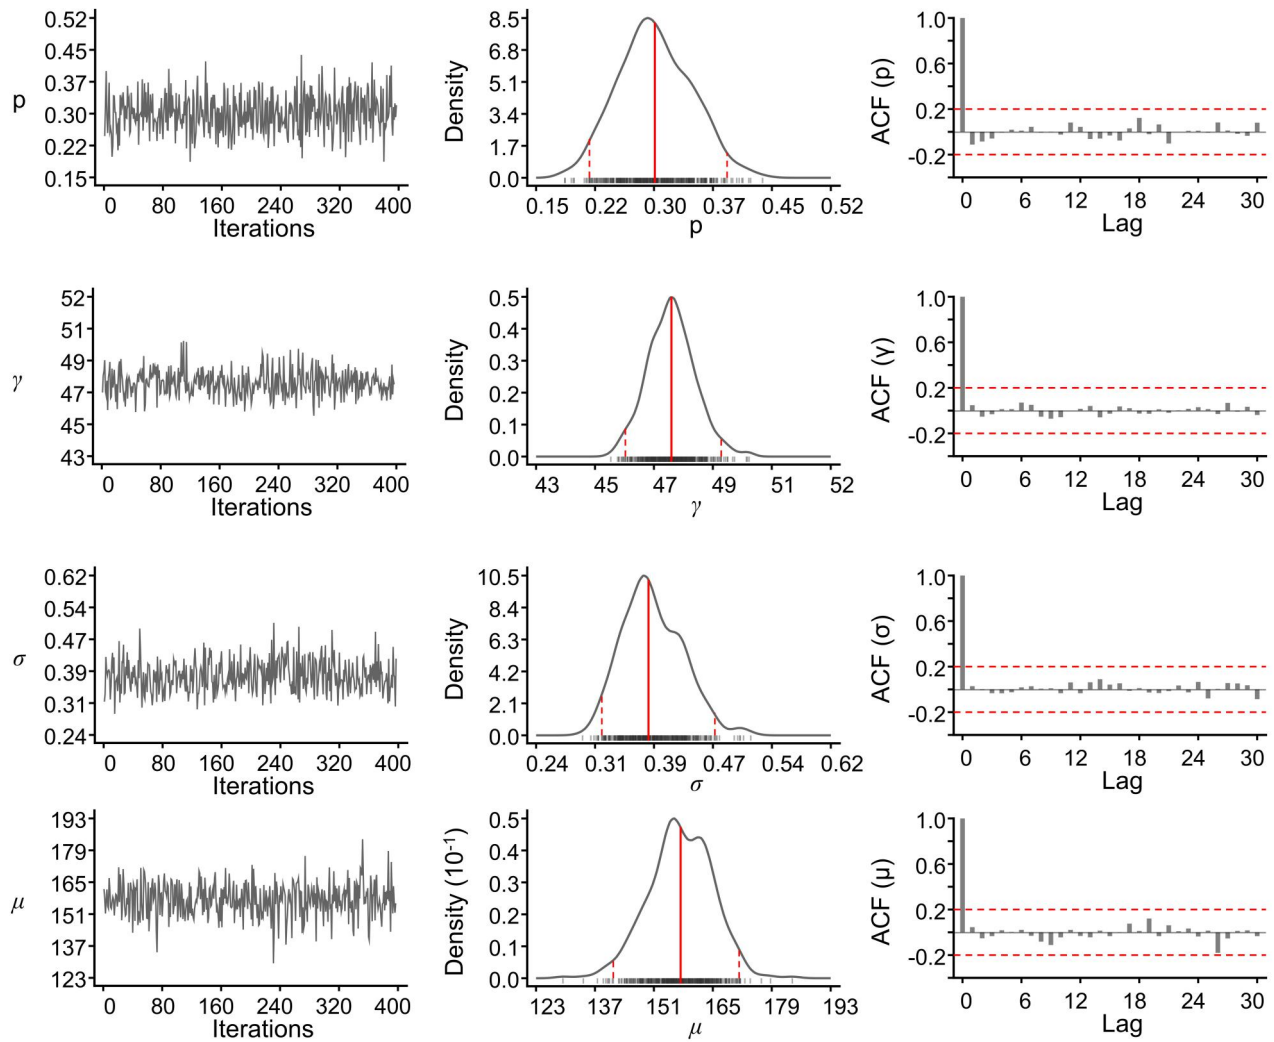 p
0.52
0.45
0.37
0.30
0.22
0.15
0 80 160 240 320 400
Iterations
Density
8.5
6.8
5.1
3.4
1.7
0.0
0.15 0.22 0.30 0.37 0.45 0.52
p
ACF (p)
1.0
0.6
0.2
-0.2
0 6 12 18 24 30
Lag
γ
52
51
49
47
45
43
0 80 160 240 320 400
Iterations
Density
0.5
0.4
0.3
0.2
0.1
0.0
43 45 47 49 51 52
γ
ACF (γ)
1.0
0.6
0.2
-0.2
0 6 12 18 24 30
Lag
σ
0.62
0.54
0.47
0.39
0.31
0.24
0 80 160 240 320 400
Iterations
Density
10.5
8.4
6.3
4.2
2.1
0.0
0.24 0.31 0.39 0.47 0.54 0.62
σ
ACF (σ)
1.0
0.6
0.2
-0.2
0 6 12 18 24 30
Lag
μ
193
179
165
151
137
123
0 80 160 240 320 400
Iterations
Density (10⁻¹)
0.5
0.4
0.3
0.2
0.1
0.0
123 137 151 165 179 193
μ
ACF (μ)
1.0
0.6
0.2
-0.2
0 6 12 18 24 30
Lag